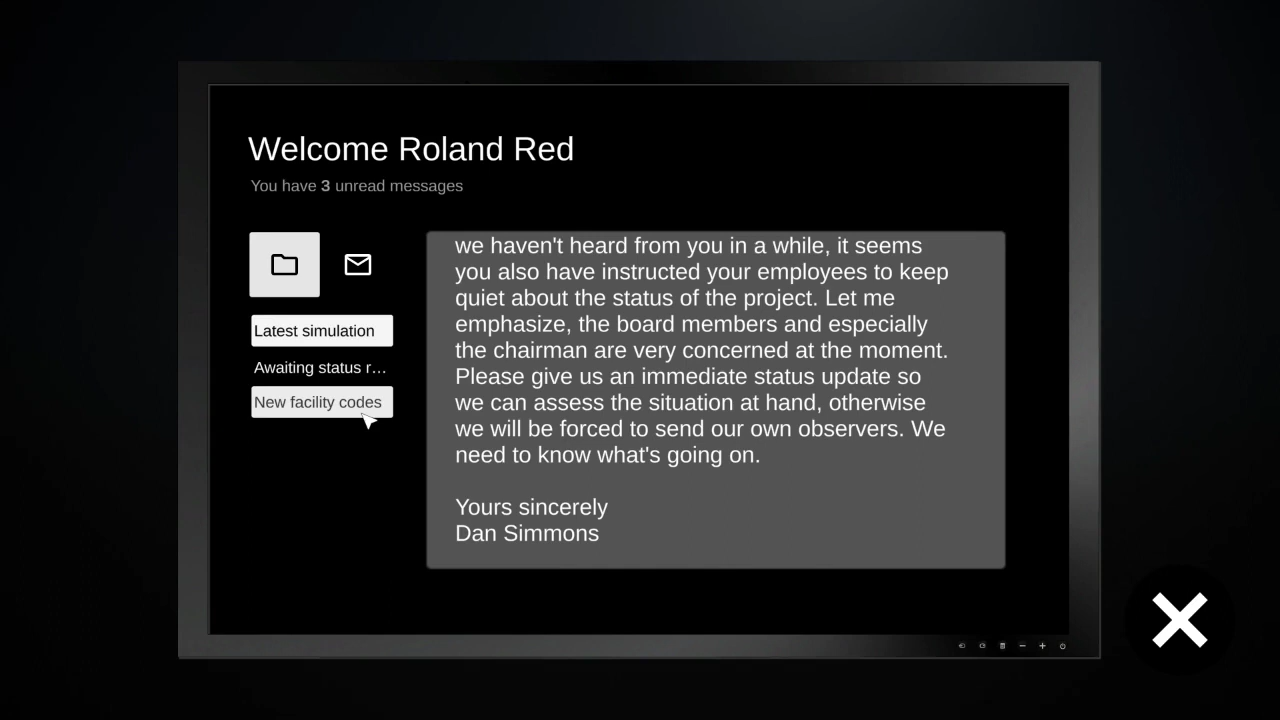 Welcome Roland Red
You have 3 unread messages
Latest simulation
Awaiting status r…
New facility codes
we haven't heard from you in a while, it seems
you also have instructed your employees to keep
quiet about the status of the project. Let me
emphasize, the board members and especially
the chairman are very concerned at the moment.
Please give us an immediate status update so
we can assess the situation at hand, otherwise
we will be forced to send our own observers. We
need to know what's going on.
Yours sincerely
Dan Simmons